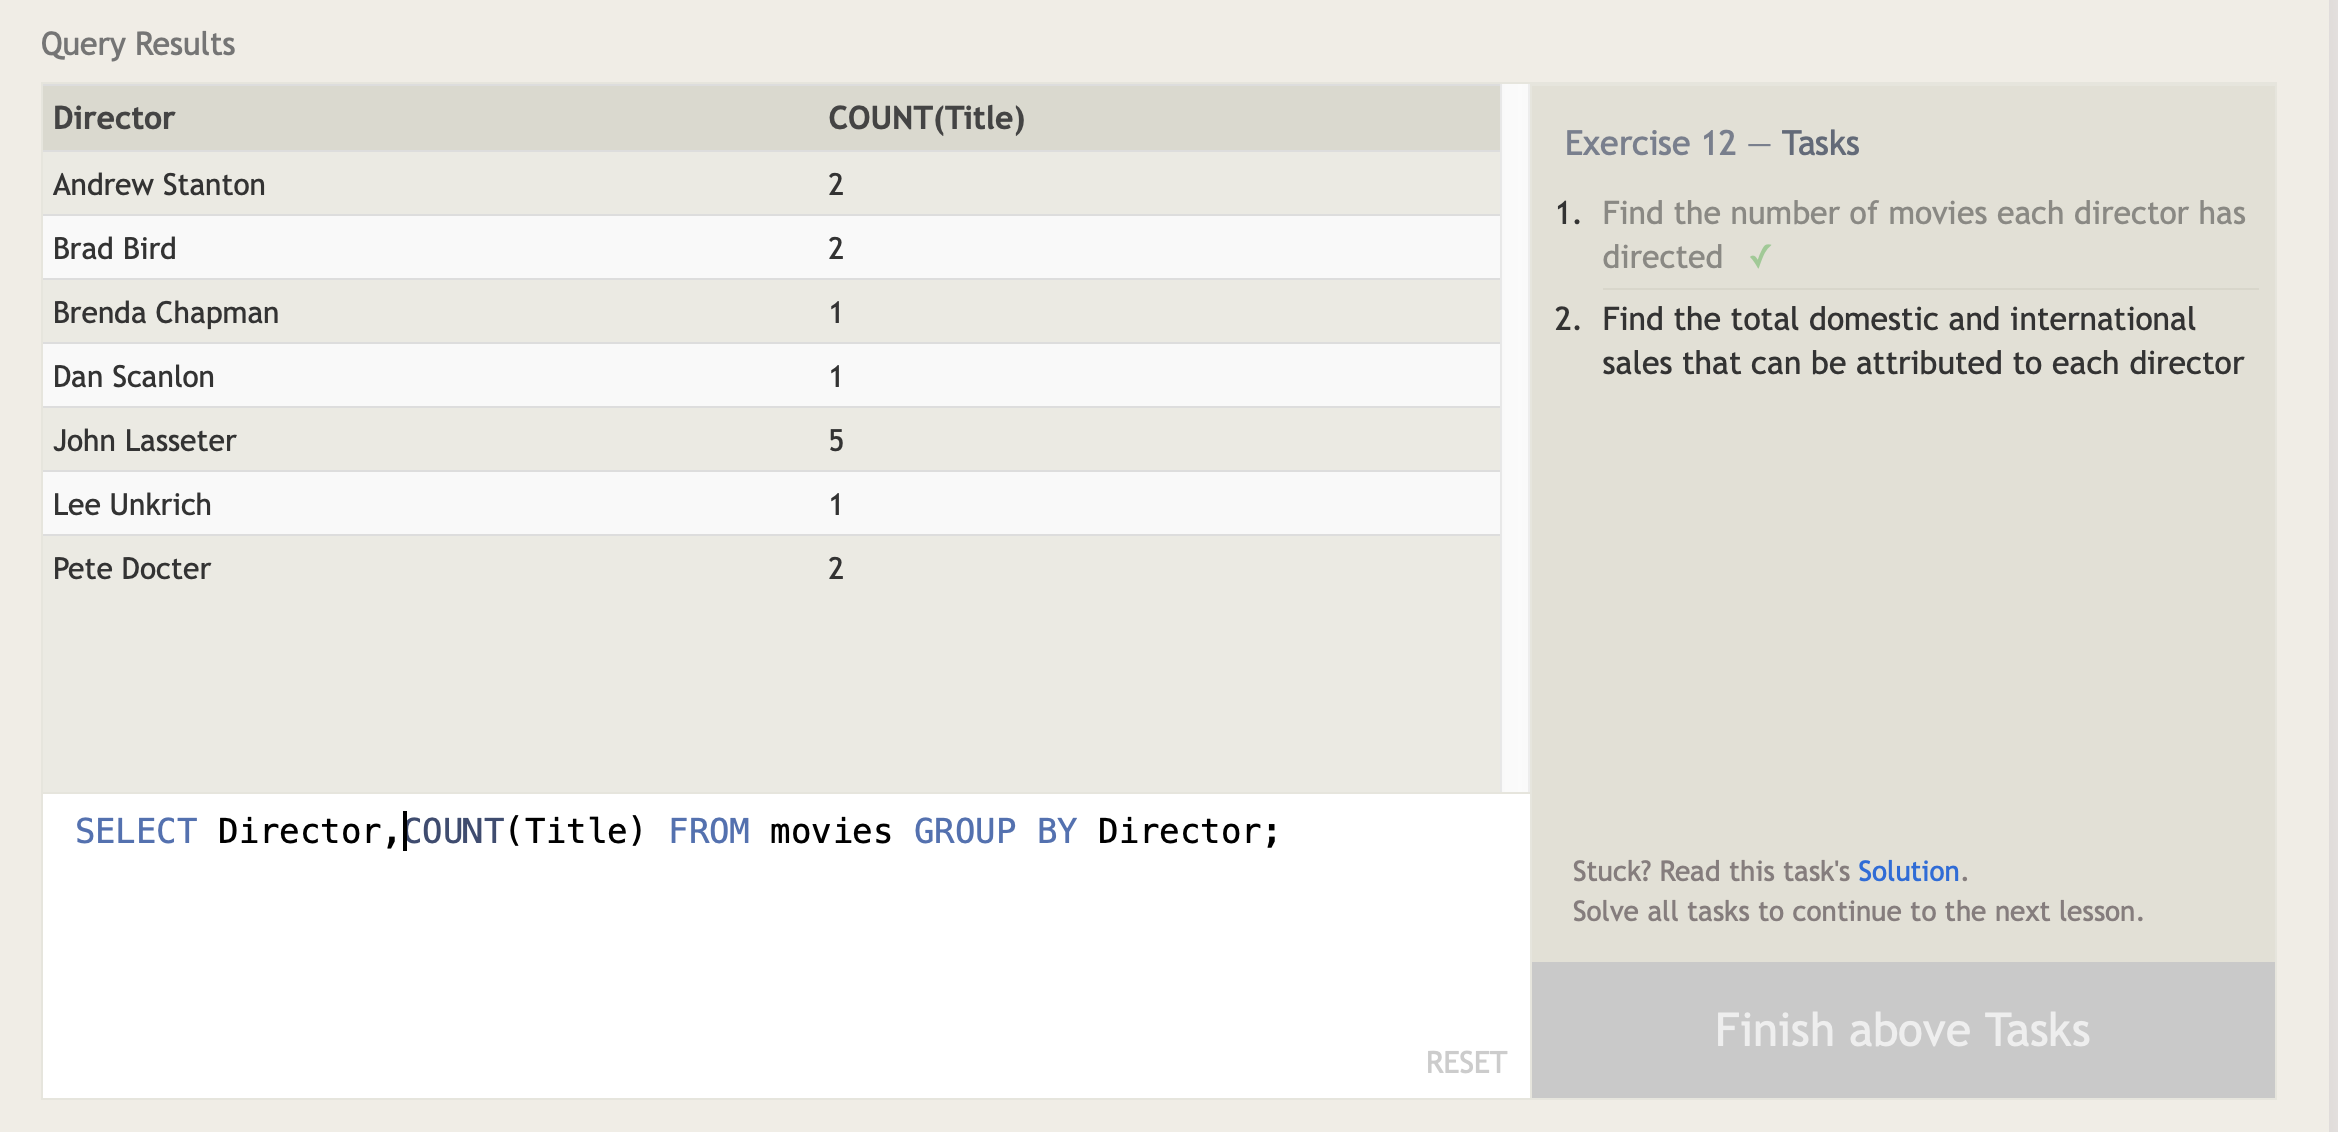 Query Results
Director COUNT(Title)
Andrew Stanton 2
Brad Bird 2
Brenda Chapman 1
Dan Scanlon 1
John Lasseter 5
Lee Unkrich 1
Pete Docter 2
SELECT Director,COUNT(Title) FROM movies GROUP BY Director;
RESET
Exercise 12 — Tasks
1. Find the number of movies each director has
directed ✓
2. Find the total domestic and international
sales that can be attributed to each director
Stuck? Read this task's Solution.
Solve all tasks to continue to the next lesson.
Finish above Tasks